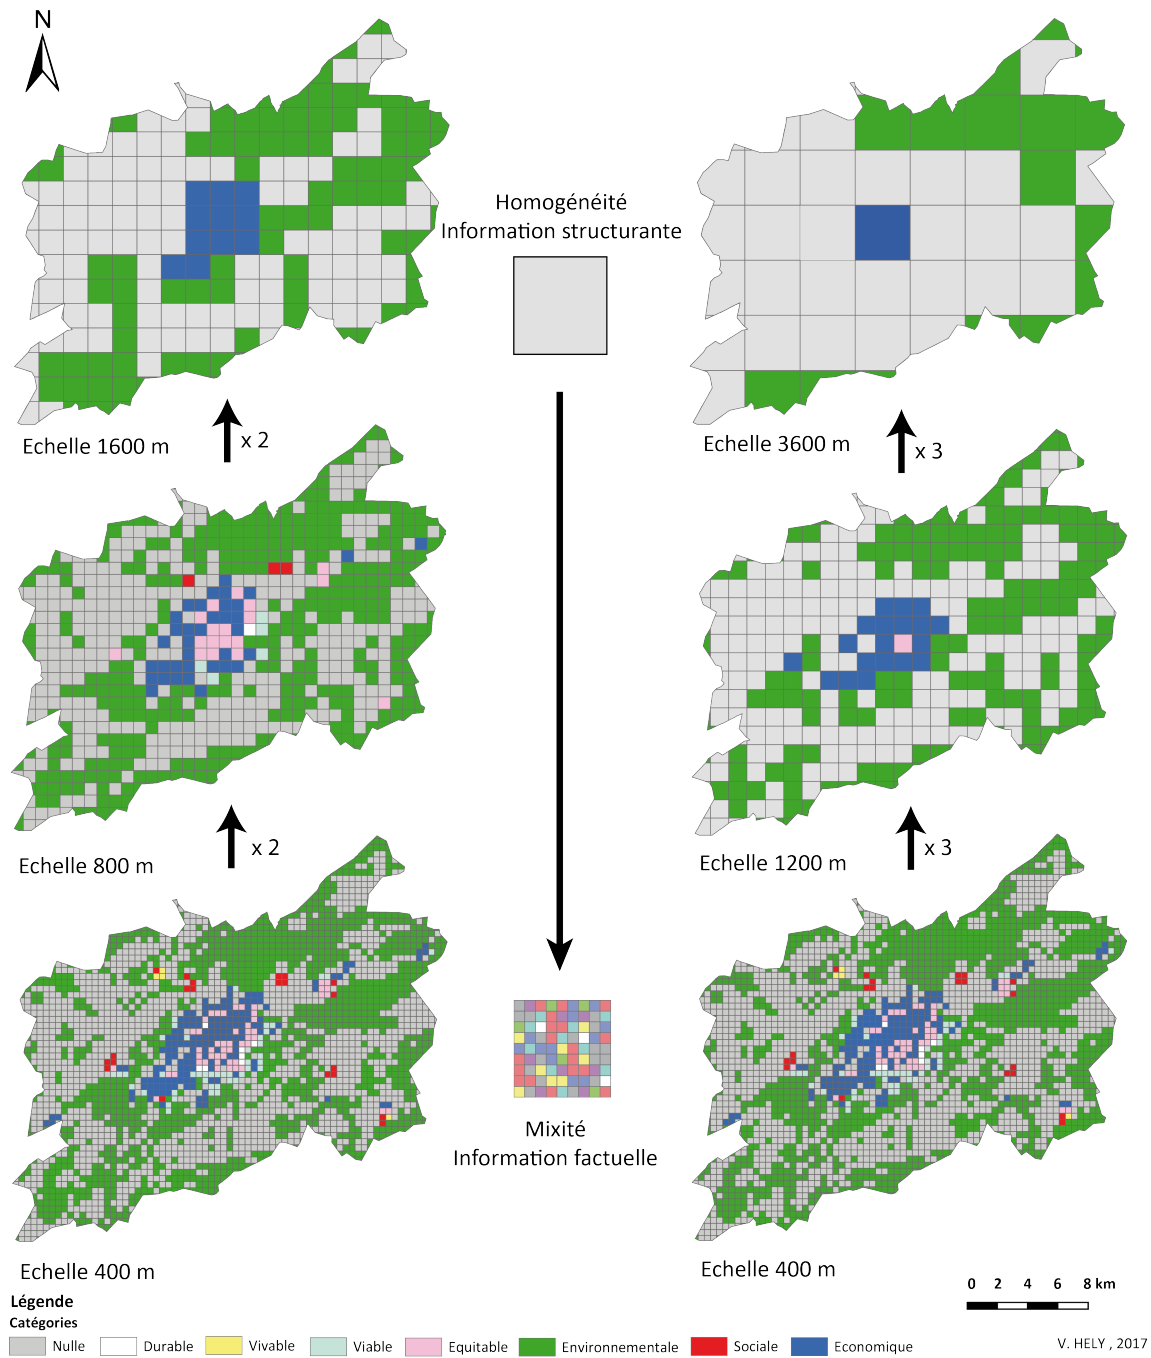 N
Homogénéité
Information structurante
Echelle 1600 m
x 2
Echelle 3600 m
x 3
Echelle 800 m
x 2
Echelle 1200 m
x 3
Mixité
Information factuelle
Echelle 400 m
Echelle 400 m
0 2 4 6 8 km
Légende
Catégories
Nulle Durable Vivable Viable Equitable Environnementale Sociale Economique
V. HELY , 2017